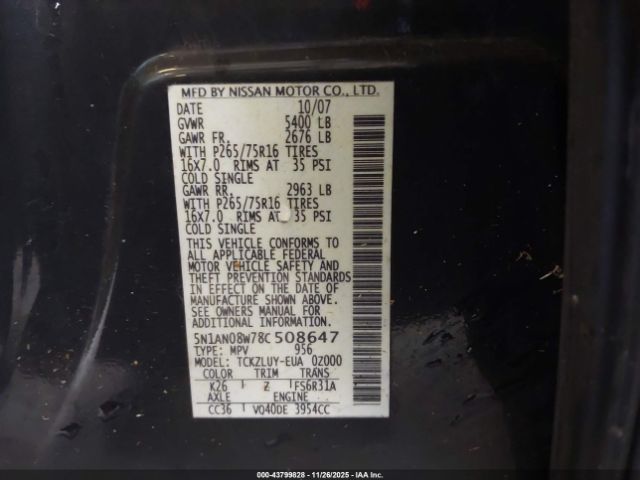 MFD BY NISSAN MOTOR CO., LTD.
DATE 10/07
GVWR 5400 LB
GAWR FR. 2676 LB
WITH P265/75R16 TIRES
16X7.0 RIMS AT 35 PSI
COLD SINGLE
GAWR RR. 2963 LB
WITH P265/75R16 TIRES
16X7.0 RIMS AT 35 PSI
COLD SINGLE
THIS VEHICLE CONFORMS TO
ALL APPLICABLE FEDERAL
MOTOR VEHICLE SAFETY AND
THEFT PREVENTION STANDARDS
IN EFFECT ON THE DATE OF
MANUFACTURE SHOWN ABOVE.
SEE OWNERS MANUAL FOR
ADDITIONAL INFORMATION.
5N1AN08W78C508647
TYPE: MPV 956
MODEL: TCKZLUY-EUA 0Z000
COLOR TRIM TRANS
K26 Z FS6R31A
AXLE ENGINE
CC36 VQ40DE 3954CC
000-43799828 - 11/26/2025 - IAA Inc.